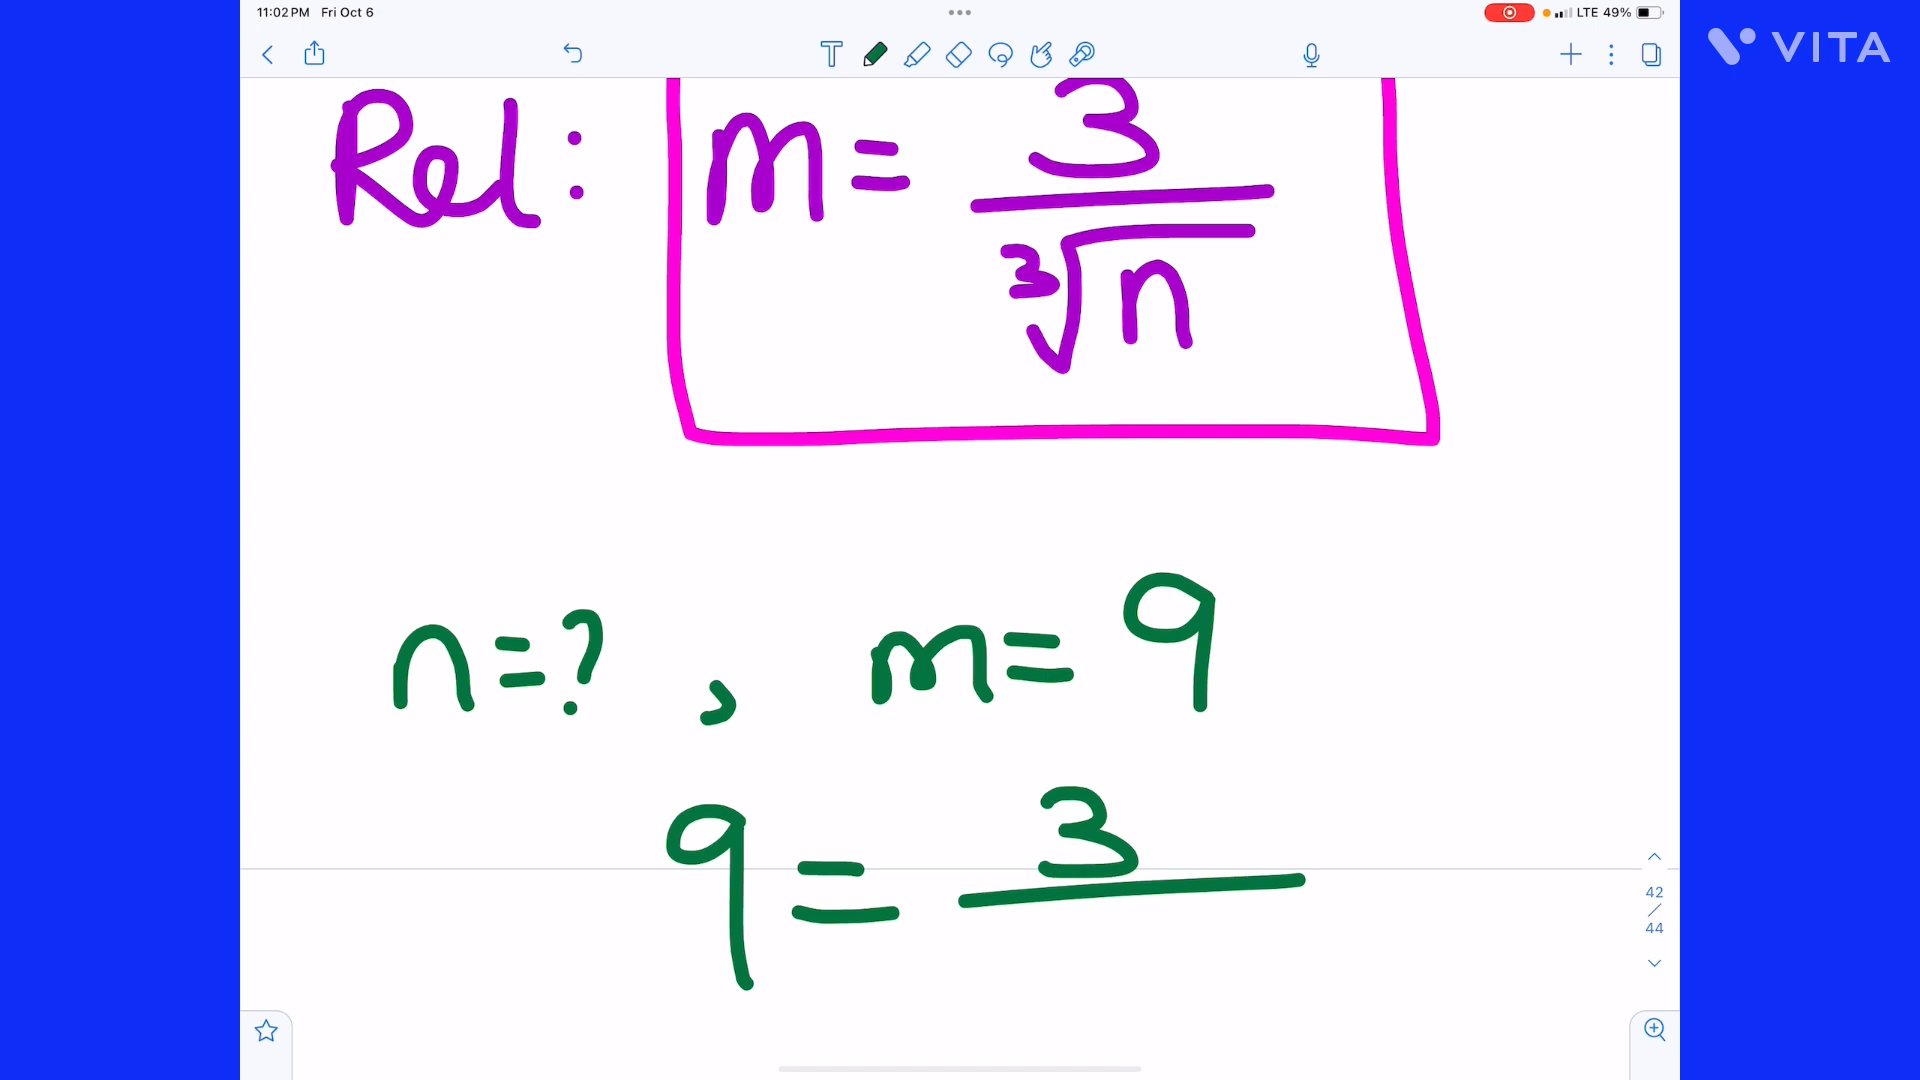 11:02 PM Fri Oct 6
LTE 49%
VITA
Rel: m = 3 / ∛n
n = ? , m = 9
9 = 3
42
44